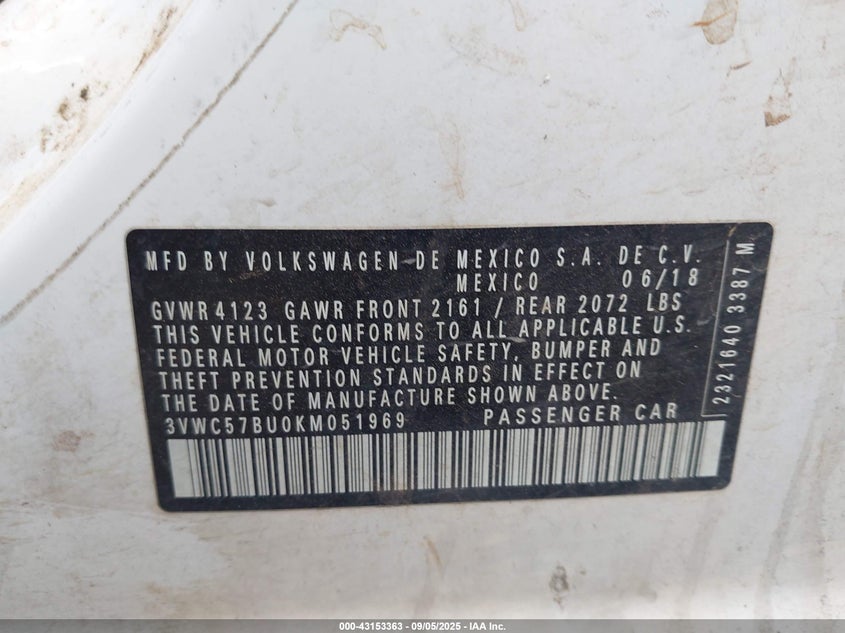 MFD BY VOLKSWAGEN DE MEXICO S.A. DE C.V.
MEXICO 06/18
GVWR 4123 GAWR FRONT 2161 / REAR 2072 LBS
THIS VEHICLE CONFORMS TO ALL APPLICABLE U.S.
FEDERAL MOTOR VEHICLE SAFETY, BUMPER AND
THEFT PREVENTION STANDARDS IN EFFECT ON
THE DATE OF MANUFACTURE SHOWN ABOVE.
3VWC57BU0KM051969 PASSENGER CAR
2321640 3387 M
000-43153363 - 09/05/2025 - IAA Inc.